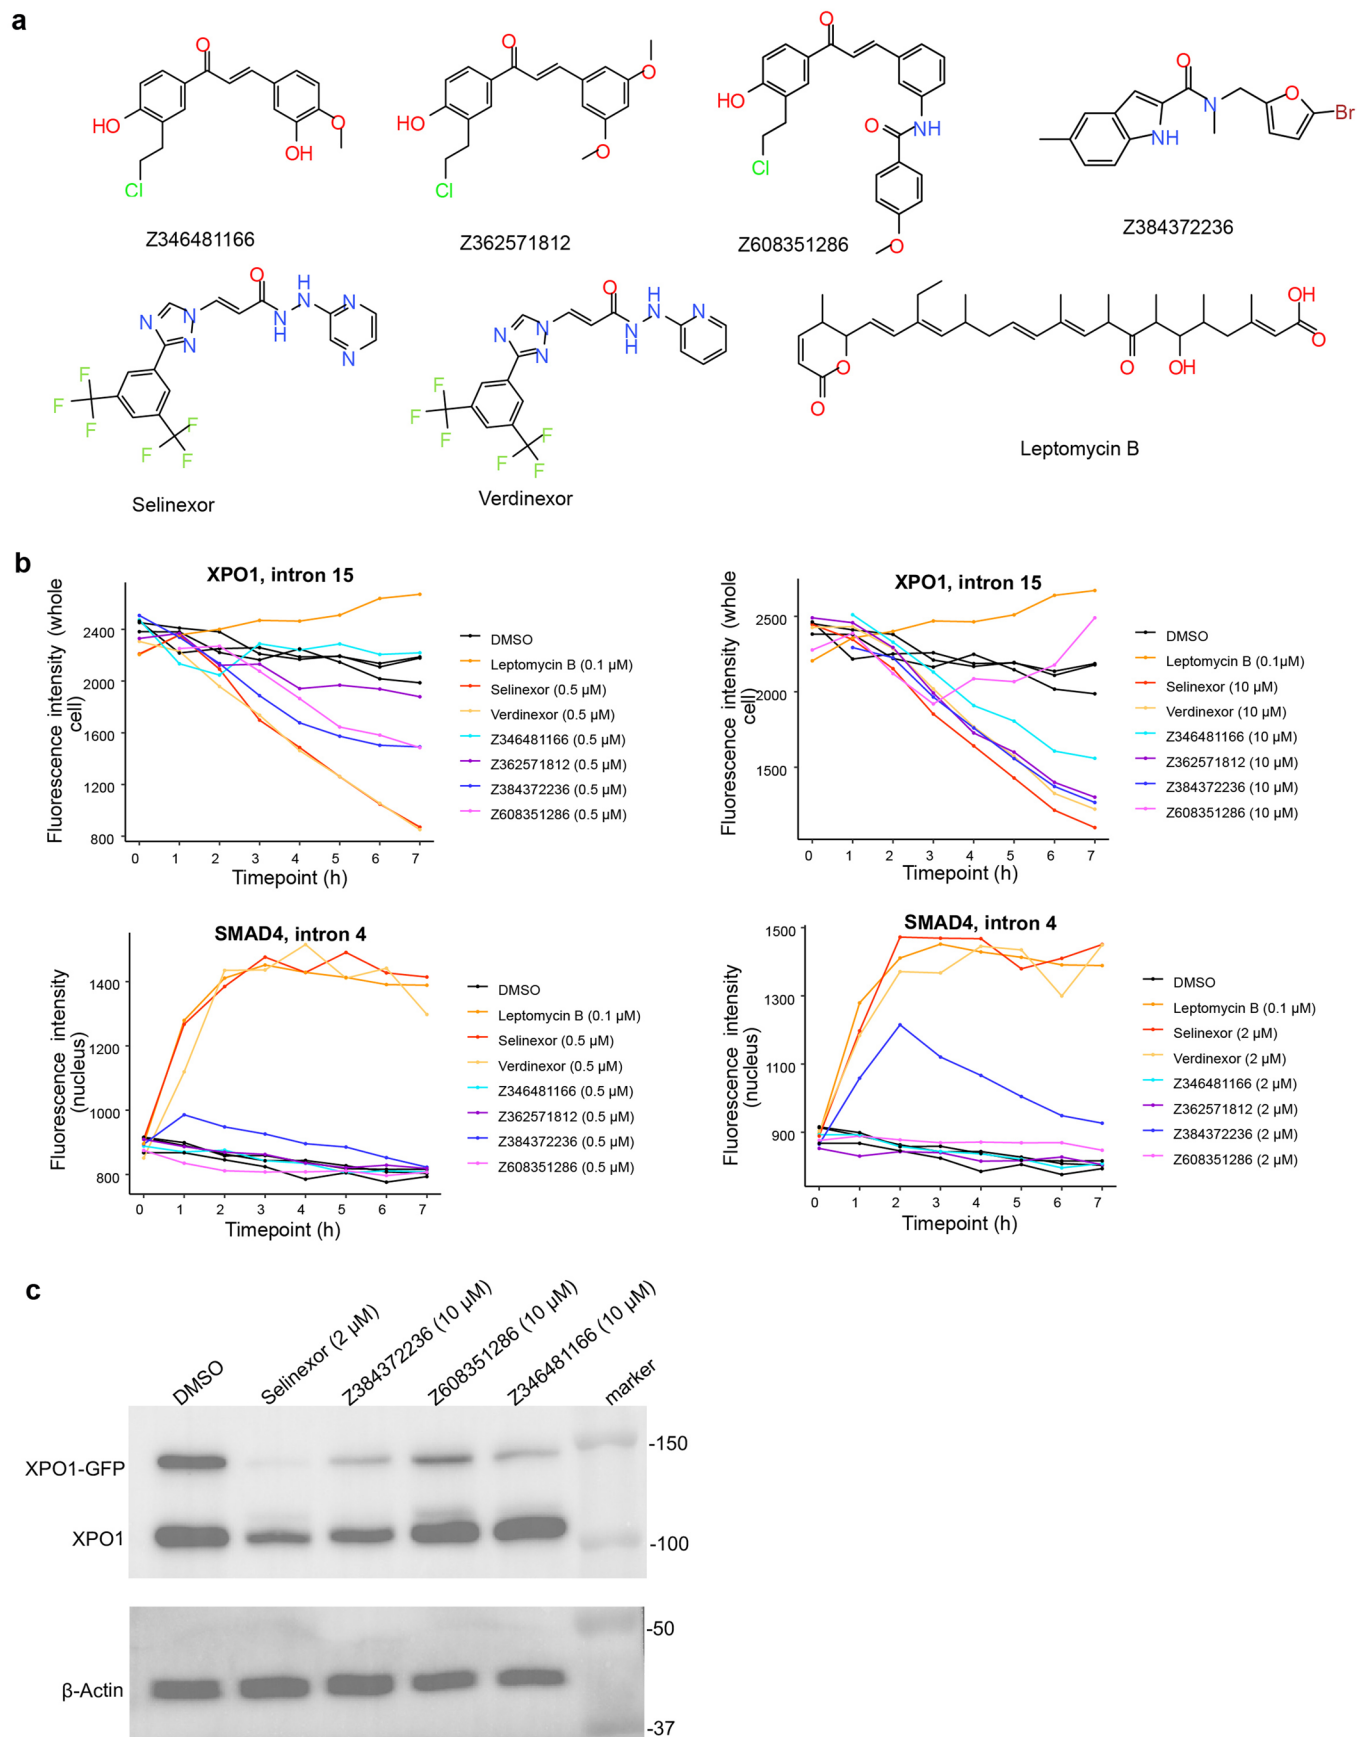 a
O
HO
OH
O
Cl
Z346481166
O
HO
O
O
Cl
Z362571812
O
HO
O
NH
Cl
O
Z608351286
O
N
O
Br
NH
Z384372236
O
H
N
N
H
N
N
N
N
N
F
F
F
F
F
F
Selinexor
O
H
N
N
H
N
N
N
N
F
F
F
F
F
F
Verdinexor
O
O
O
OH
OH
O
Leptomycin B
b
XPO1, intron 15
Fluorescence intensity (whole
cell)
2400
2000
1600
1200
800
0 1 2 3 4 5 6 7
Timepoint (h)
DMSO
Leptomycin B (0.1 µM)
Selinexor (0.5 µM)
Verdinexor (0.5 µM)
Z346481166 (0.5 µM)
Z362571812 (0.5 µM)
Z384372236 (0.5 µM)
Z608351286 (0.5 µM)
XPO1, intron 15
Fluorescence intensity (whole
cell)
2500
2000
1500
0 1 2 3 4 5 6 7
Timepoint (h)
DMSO
Leptomycin B (0.1µM)
Selinexor (10 µM)
Verdinexor (10 µM)
Z346481166 (10 µM)
Z362571812 (10 µM)
Z384372236 (10 µM)
Z608351286 (10 µM)
SMAD4, intron 4
Fluorescence intensity
(nucleus)
1400
1200
1000
800
0 1 2 3 4 5 6 7
Timepoint (h)
DMSO
Leptomycin B (0.1 µM)
Selinexor (0.5 µM)
Verdinexor (0.5 µM)
Z346481166 (0.5 µM)
Z362571812 (0.5 µM)
Z384372236 (0.5 µM)
Z608351286 (0.5 µM)
SMAD4, intron 4
Fluorescence intensity
(nucleus)
1500
1300
1100
900
0 1 2 3 4 5 6 7
Timepoint (h)
DMSO
Leptomycin B (0.1 µM)
Selinexor (2 µM)
Verdinexor (2 µM)
Z346481166 (2 µM)
Z362571812 (2 µM)
Z384372236 (2 µM)
Z608351286 (2 µM)
c
DMSO
Selinexor (2 µM)
Z384372236 (10 µM)
Z608351286 (10 µM)
Z346481166 (10 µM)
marker
XPO1-GFP
XPO1
-150
-100
β-Actin
-50
-37